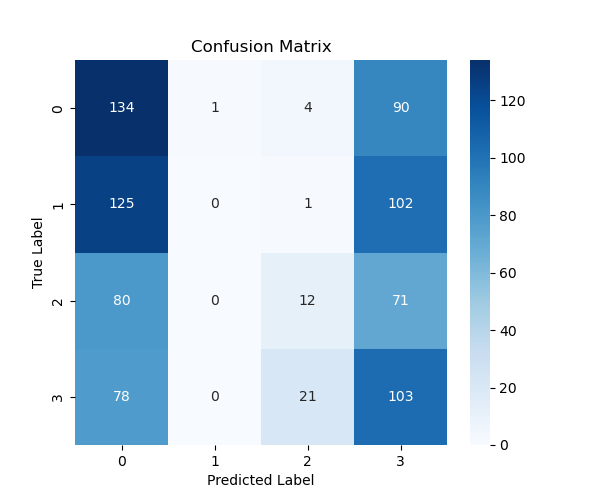 Confusion Matrix
True Label
0 134 1 4 90
1 125 0 1 102
2 80 0 12 71
3 78 0 21 103
0 1 2 3
Predicted Label
120
100
80
60
40
20
0